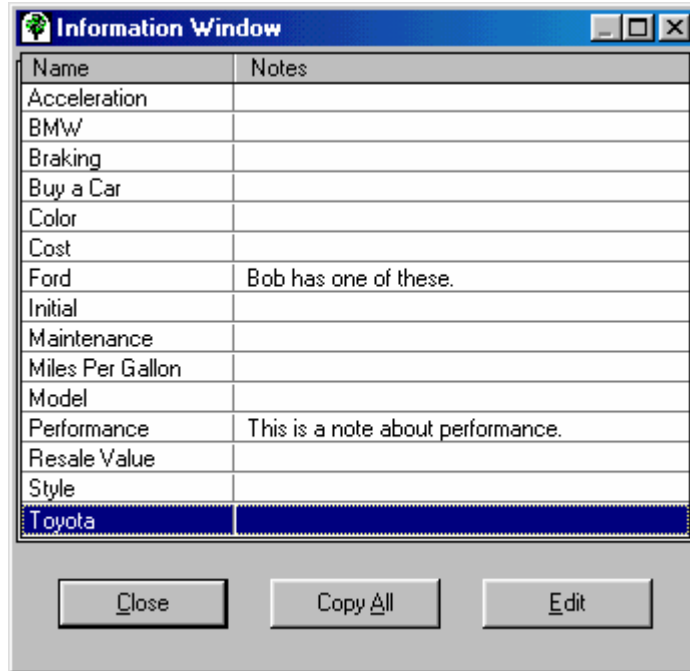 Information Window
Name Notes
Acceleration
BMW
Braking
Buy a Car
Color
Cost
Ford Bob has one of these.
Initial
Maintenance
Miles Per Gallon
Model
Performance This is a note about performance.
Resale Value
Style
Toyota
Close Copy All Edit